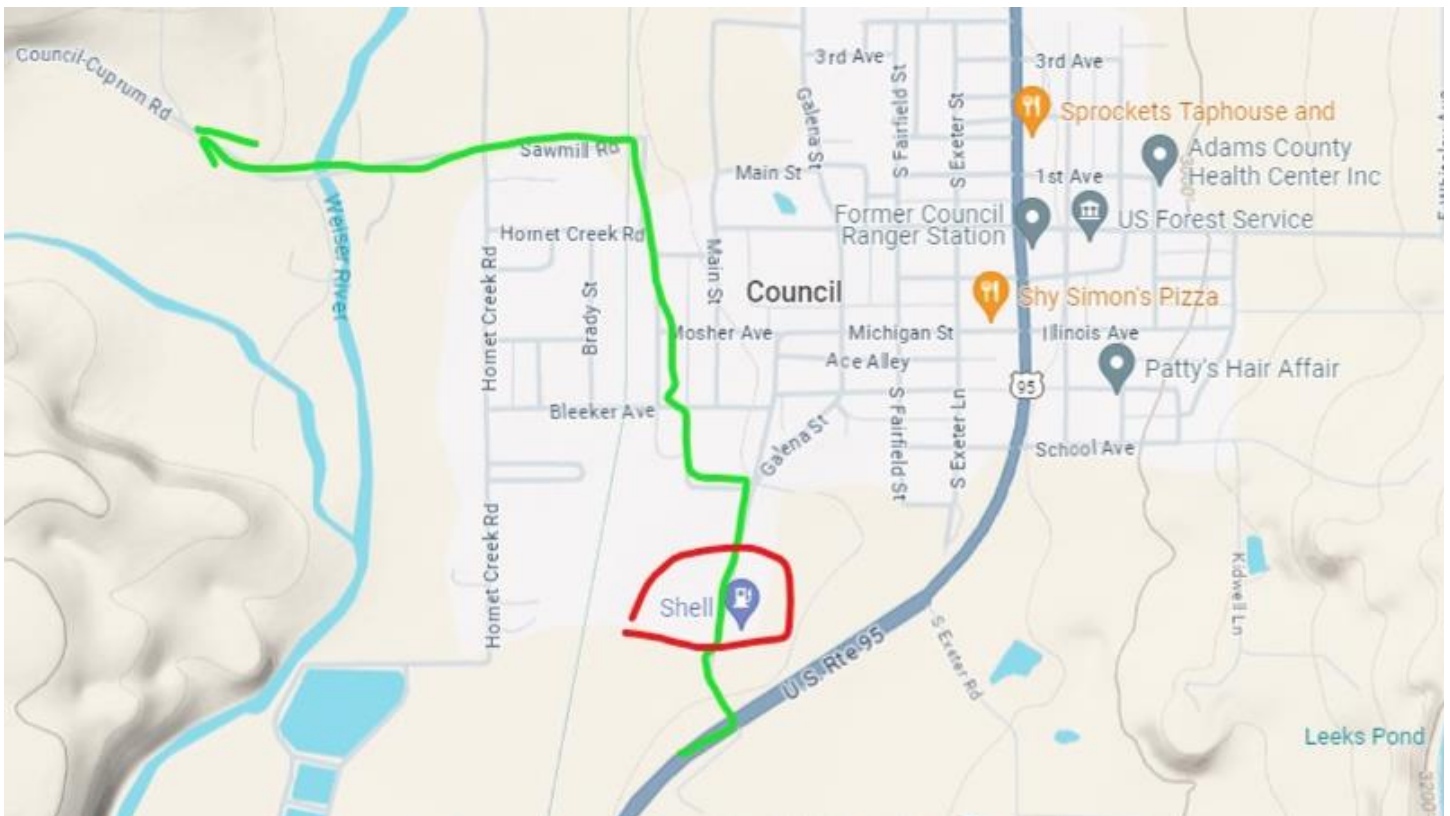 Council-Cuprum Rd
3rd Ave
3rd Ave
Galena St
S Fairfield St
S Exeter St
Sprockets Taphouse and
Adams County
Health Center Inc
Sawmill Rd
Main St
1st Ave
Weiser River
Former Council
Ranger Station
US Forest Service
Hornet Creek Rd
Main St
Hornet Creek Rd
Brady St
Council
Shy Simon's Pizza
Mosher Ave
Michigan St
Illinois Ave
Ace Alley
Patty's Hair Affair
95
Bleeker Ave
Galena St
S Fairfield St
S Exeter Ln
School Ave
Hornet Creek Rd
Shell
Kidwell Ln
U.S. Rte 95
S Exeter Rd
Leeks Pond
3200